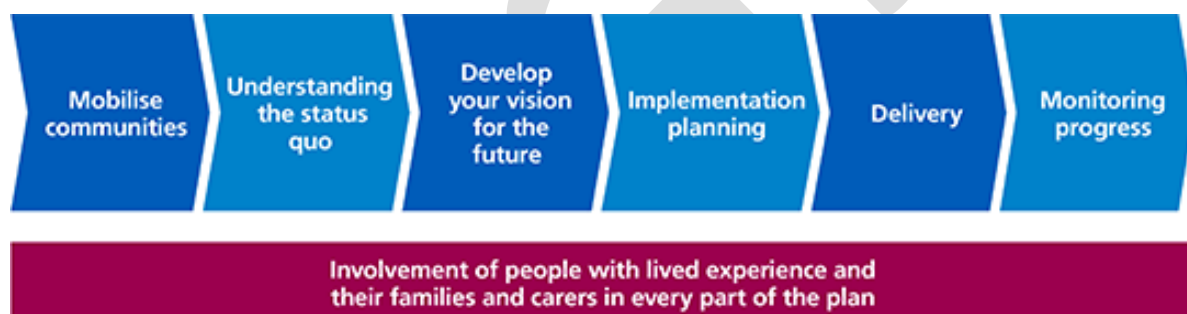 Mobilise
communities
Understanding
the status
quo
Develop
your vision
for the
future
Implementation
planning
Delivery
Monitoring
progress
Involvement of people with lived experience and
their families and carers in every part of the plan